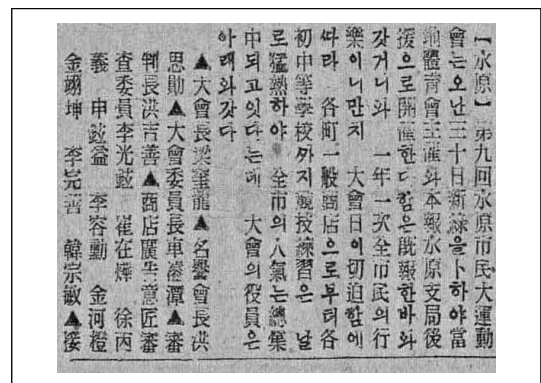 【水原】第九回水原市民大運動
會는오난三十日新綠을卜하야當
地體育會主催와本報水原支局後
援으로開催한다함은旣報한바와
갓거니와 一年一次全市民의行
樂이니만치 大會日이切迫함에
따라 各町一般商店으로부터各
初中等學校까지競技練習은 날
로猛熱하야 全市의人氣는總集
中되고잇다는데 大會의役員은
아래와갓다
▲大會長梁聖龍▲名譽會長洪
思勛▲大會委員長車濬潭▲審
判長洪吉善▲商店廣告意匠審
査委員李光 崔在燁 徐丙
義 申 益 李容勳 金河橙
金翊坤 李完善 韓宗敏▲接